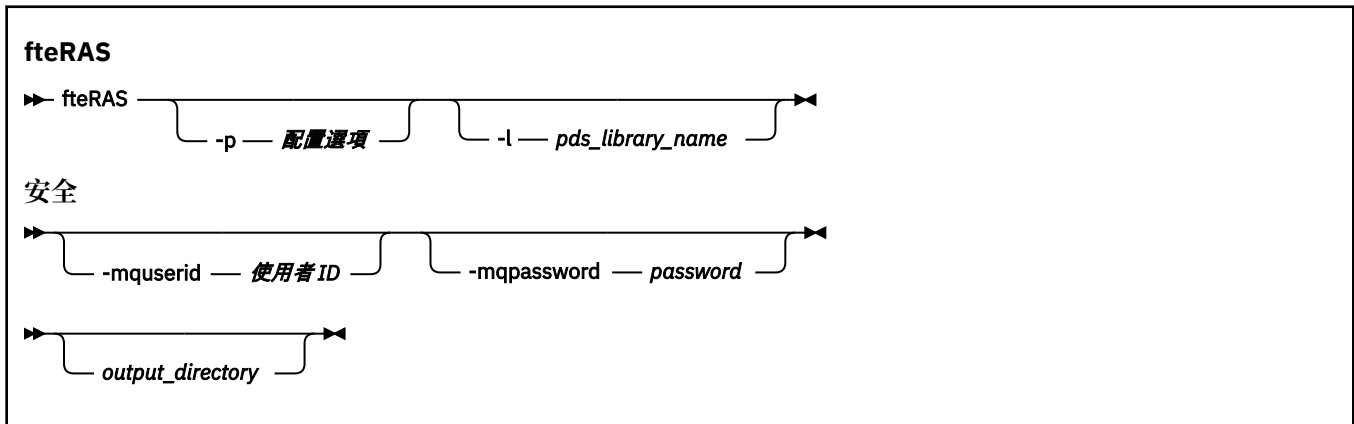 fteRAS
fteRAS
-p 配置選項 -l pds_library_name
安全
-mquserid 使用者 ID -mqpassword password
output_directory